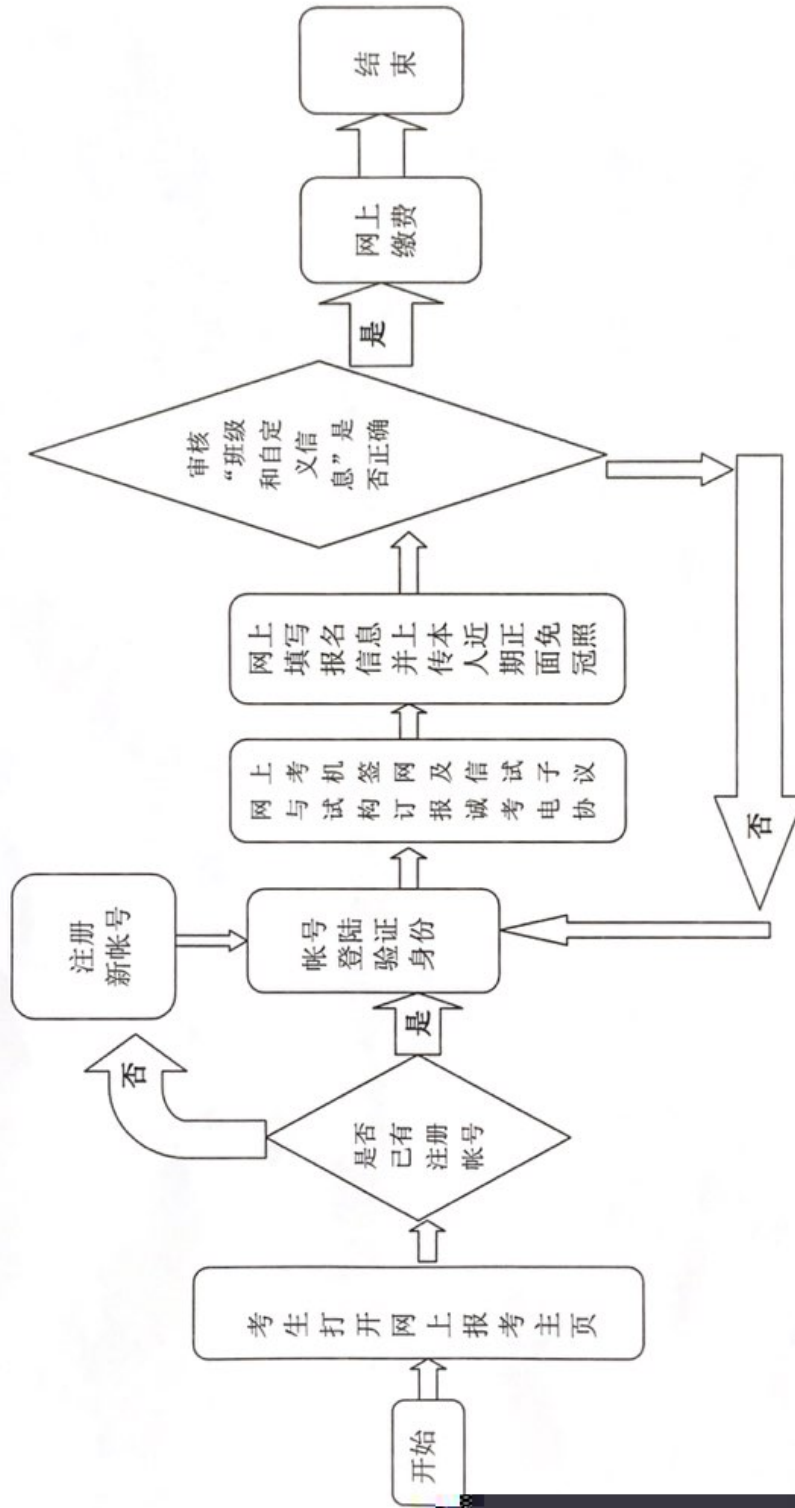 开始
考
生
打
开
网
上
报
考
主
页
是否
已有
注册
帐号
否
注册
新帐号
是
帐号
登陆
验证
身份
网上
与考
试机
构签
订网
报及
诚信
考试
电子
协议
网上
填写
报名
信息
并上
传本
人近
期正
面免
冠照
审核
“班级
和自定
义信
息”是
否正确
是
网上
缴费
结
束
否